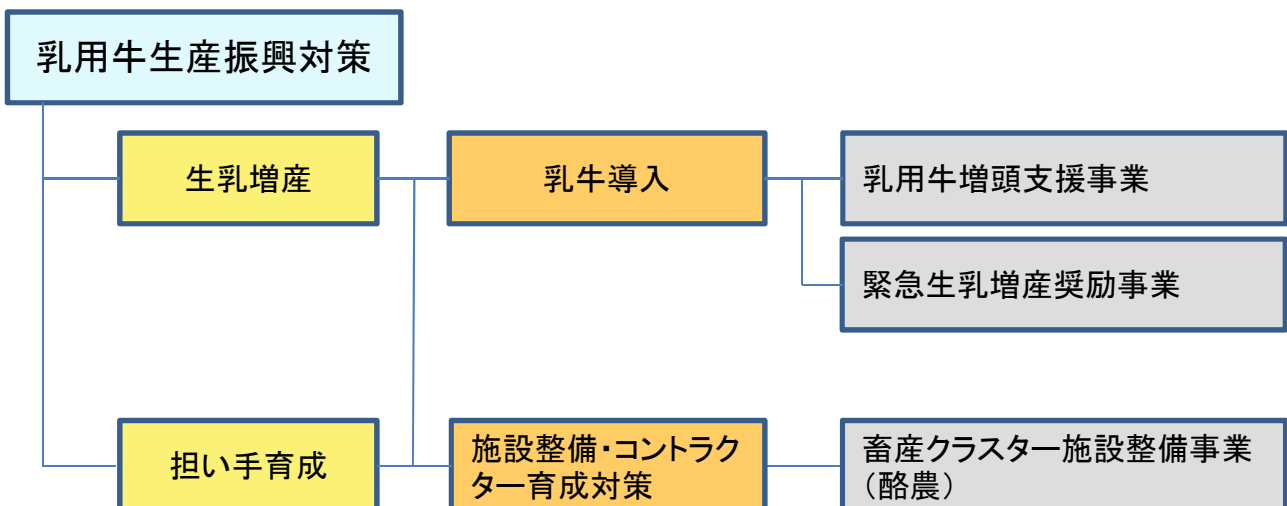 乳用牛生産振興対策
生乳増産
乳牛導入
乳用牛増頭支援事業
緊急生乳増産奨励事業
担い手育成
施設整備・コントラク
ター育成対策
畜産クラスター施設整備事業
（酪農）